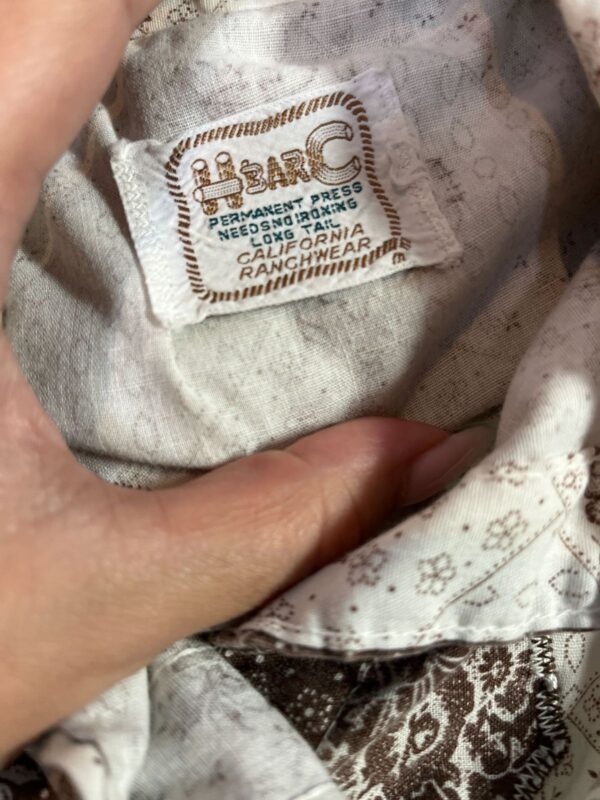 H BAR C
PERMANENT PRESS
NEEDS NO IRONING
LONG TAIL
CALIFORNIA
RANCHWEAR